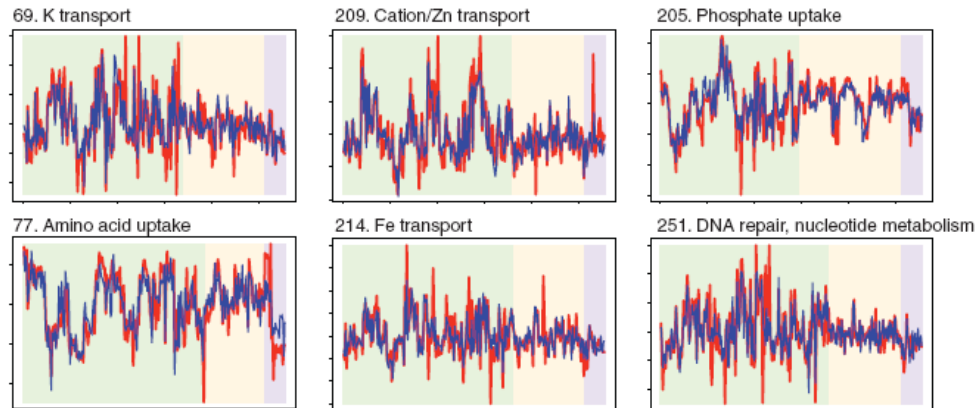 69. K transport
209. Cation/Zn transport
205. Phosphate uptake
77. Amino acid uptake
214. Fe transport
251. DNA repair, nucleotide metabolism